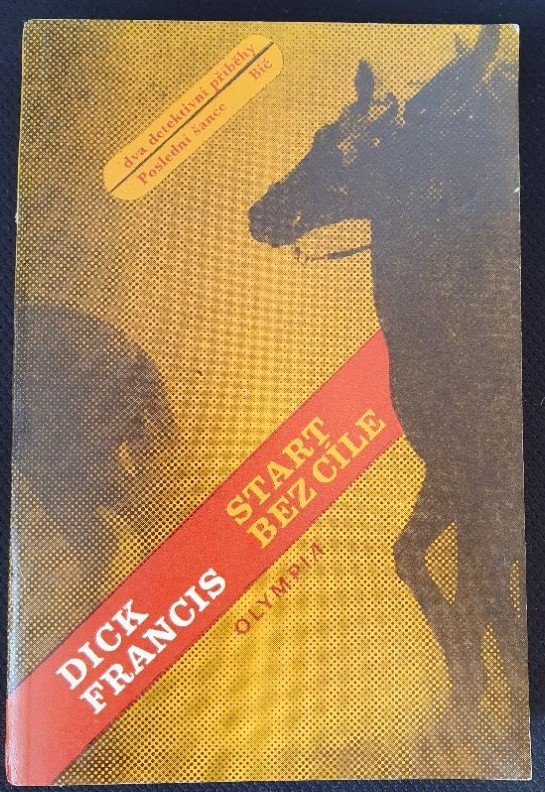 dva detektivní příběhy
Poslední šance Bič
START
BEZ CÍLE
DICK
FRANCIS
OLYMPIA